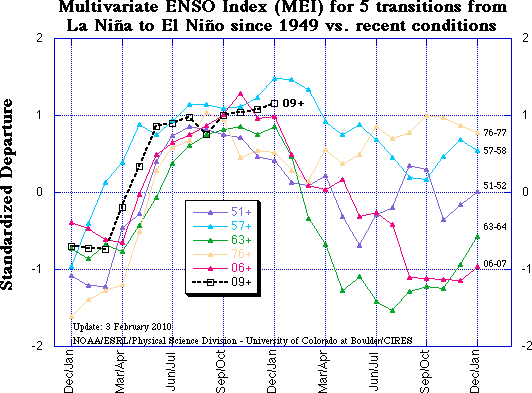 Multivariate ENSO Index (MEI) for 5 transitions from
La Niña to El Niño since 1949 vs. recent conditions
Standardized Departure
2
1
0
-1
-2
2
1
0
-1
-2
09+
76-77
57-58
51-52
63-64
06-07
51+
57+
63+
76+
06+
09+
Update: 3 February 2010
NOAA/ESRL/Physical Science Division - University of Colorado at Boulder/CIRES
Dec/Jan
Mar/Apr
Jun/Jul
Sep/Oct
Dec/Jan
Mar/Apr
Jun/Jul
Sep/Oct
Dec/Jan